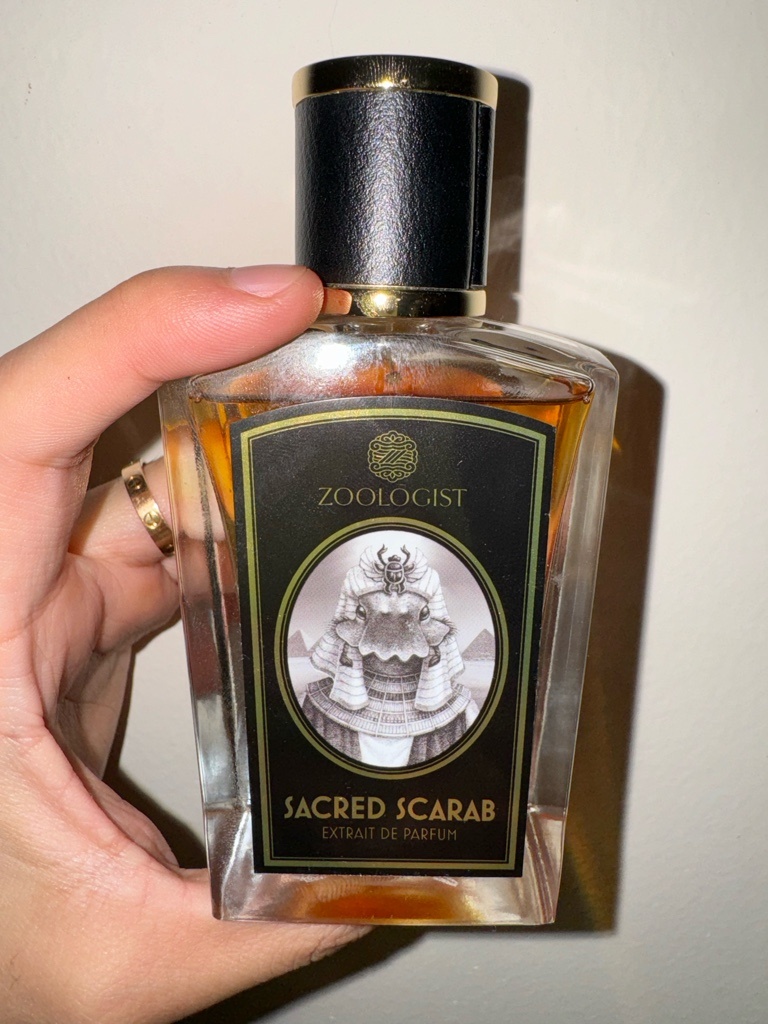 ZOOLOGIST
SACRED SCARAB
EXTRAIT DE PARFUM